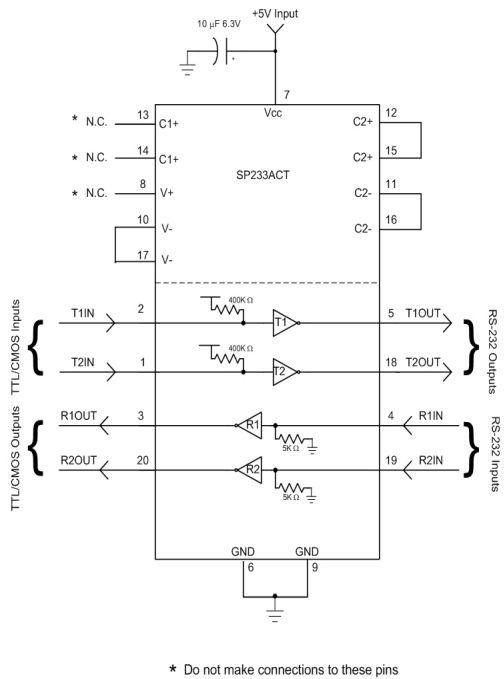 +5V Input
10 µF 6.3V
7
Vcc
* N.C. 13 C1+
12 C2+
* N.C. 14 C1+
15 C2+
SP233ACT
* N.C. 8 V+
11 C2-
10 V-
16 C2-
17 V-
TTL/CMOS Inputs
RS-232 Outputs
400K Ω
T1IN 2 T1 5 T1OUT
400K Ω
T2IN 1 T2 18 T2OUT
TTL/CMOS Outputs
RS-232 Inputs
R1OUT 3 R1 4 R1IN
5K Ω
R2OUT 20 R2 19 R2IN
5K Ω
GND GND
6 9
* Do not make connections to these pins